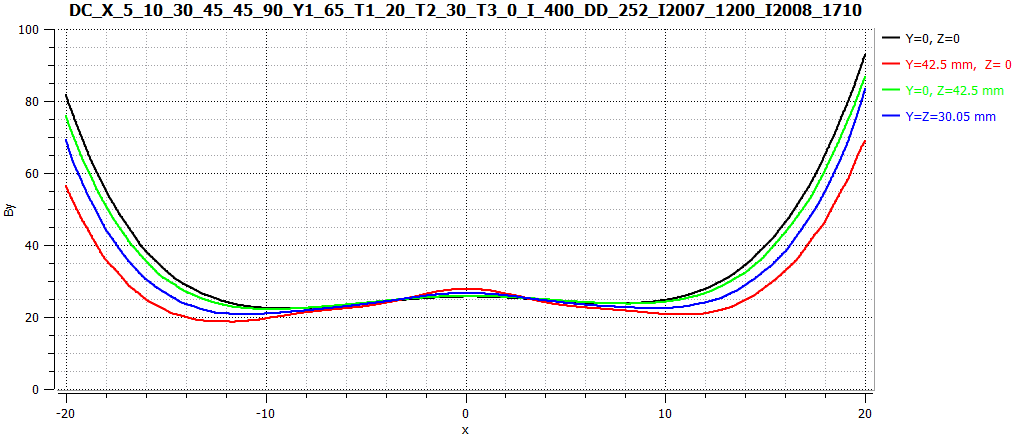 DC_X_5_10_30_45_45_90_Y1_65_T1_20_T2_30_T3_0_I_400_DD_252_I2007_1200_I2008_1710
100
80
60
40
20
0
By
-20 -10 0 10 20
x
Y=0, Z=0
Y=42.5 mm, Z= 0
Y=0, Z=42.5 mm
Y=Z=30.05 mm